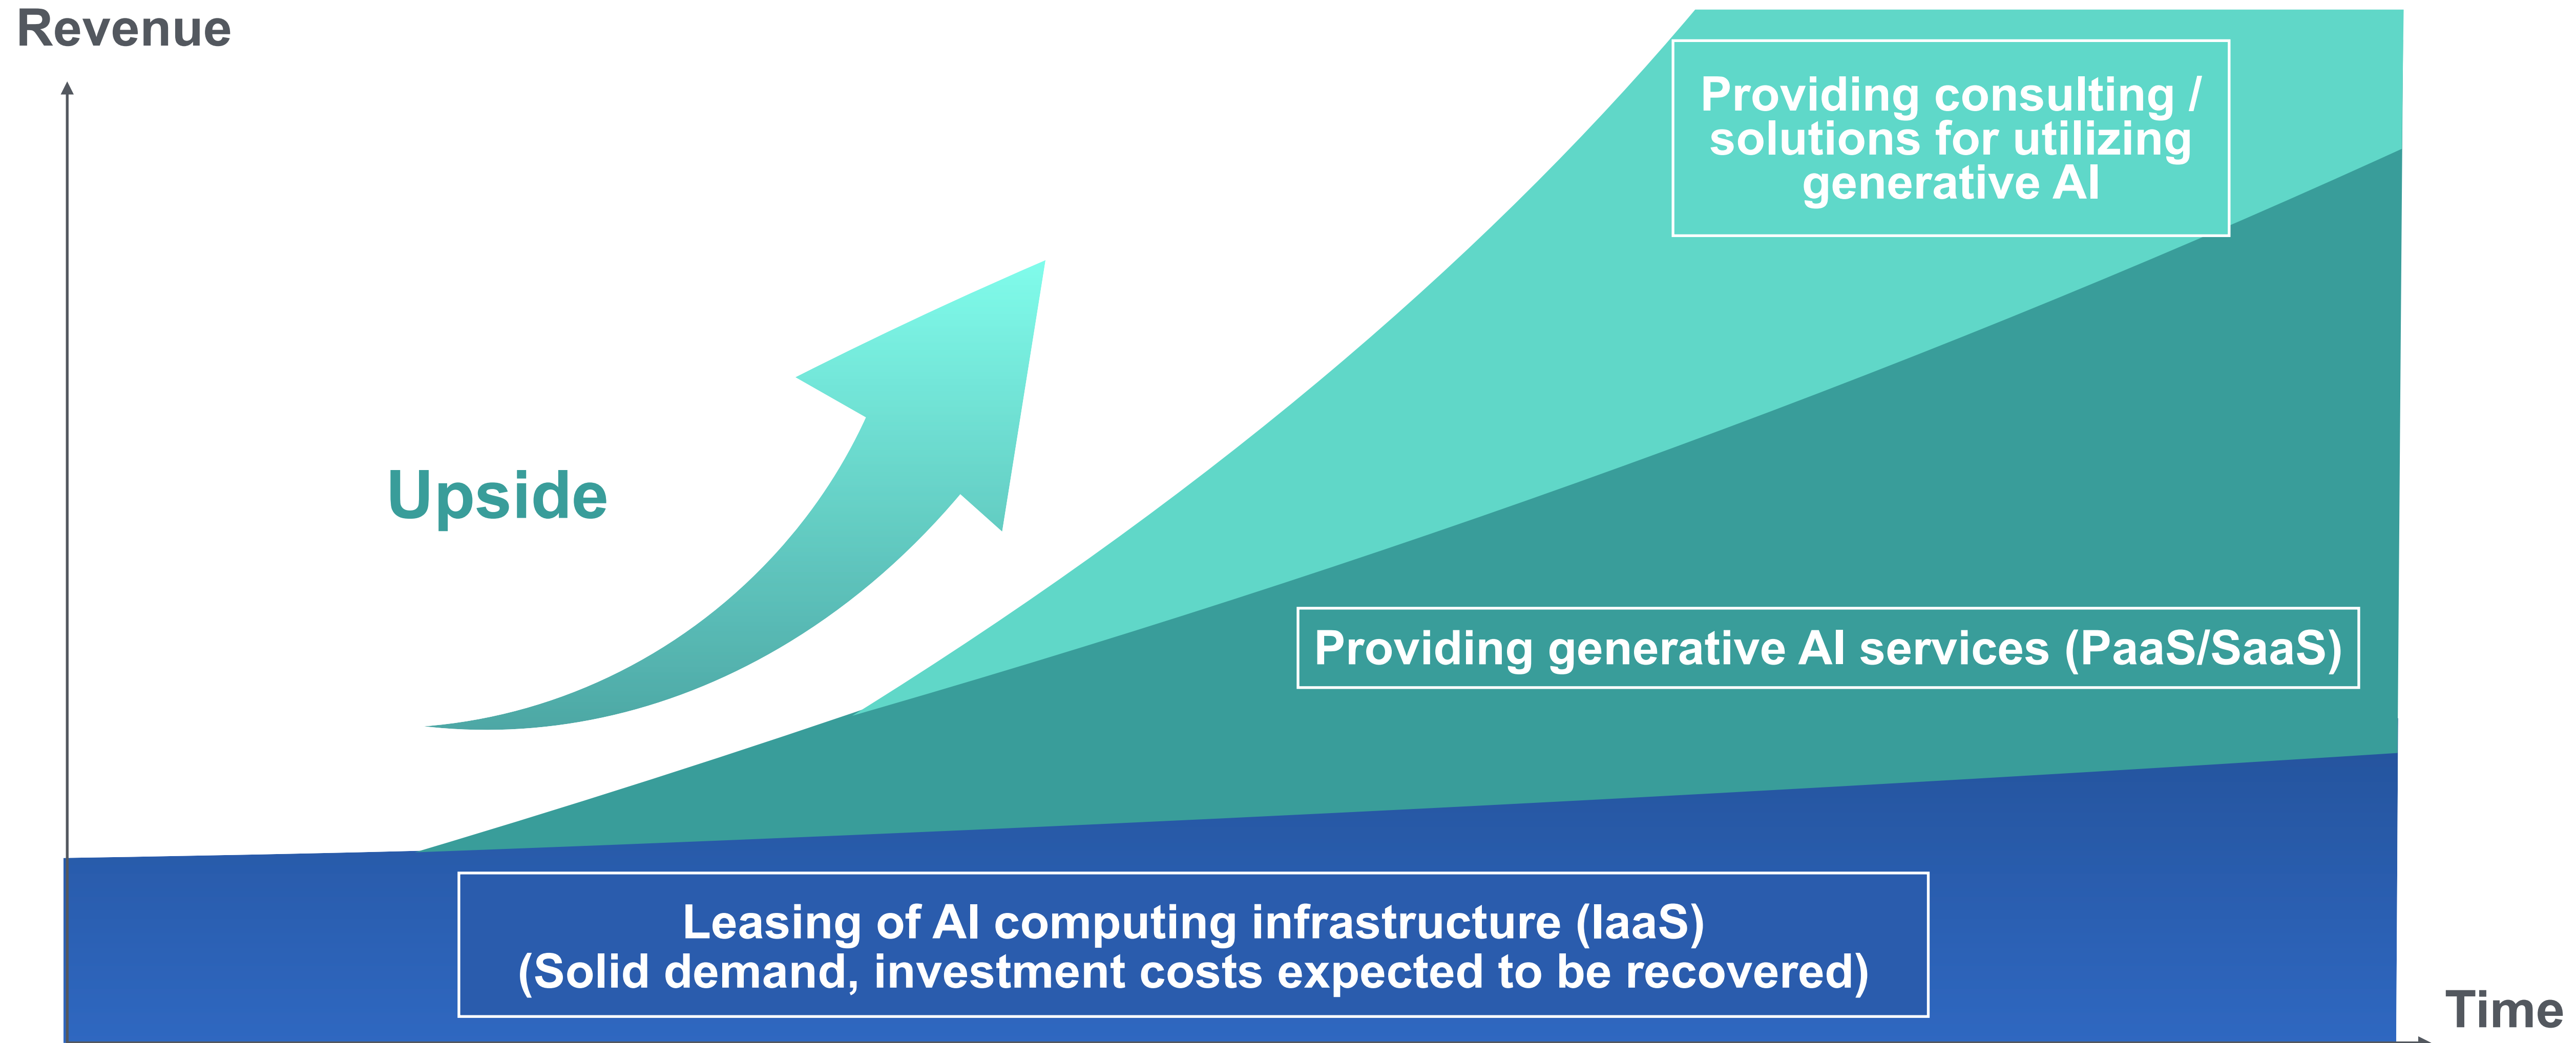 Revenue
Providing consulting /
solutions for utilizing
generative AI
Upside
Providing generative AI services (PaaS/SaaS)
Leasing of AI computing infrastructure (IaaS)
(Solid demand, investment costs expected to be recovered)
Time